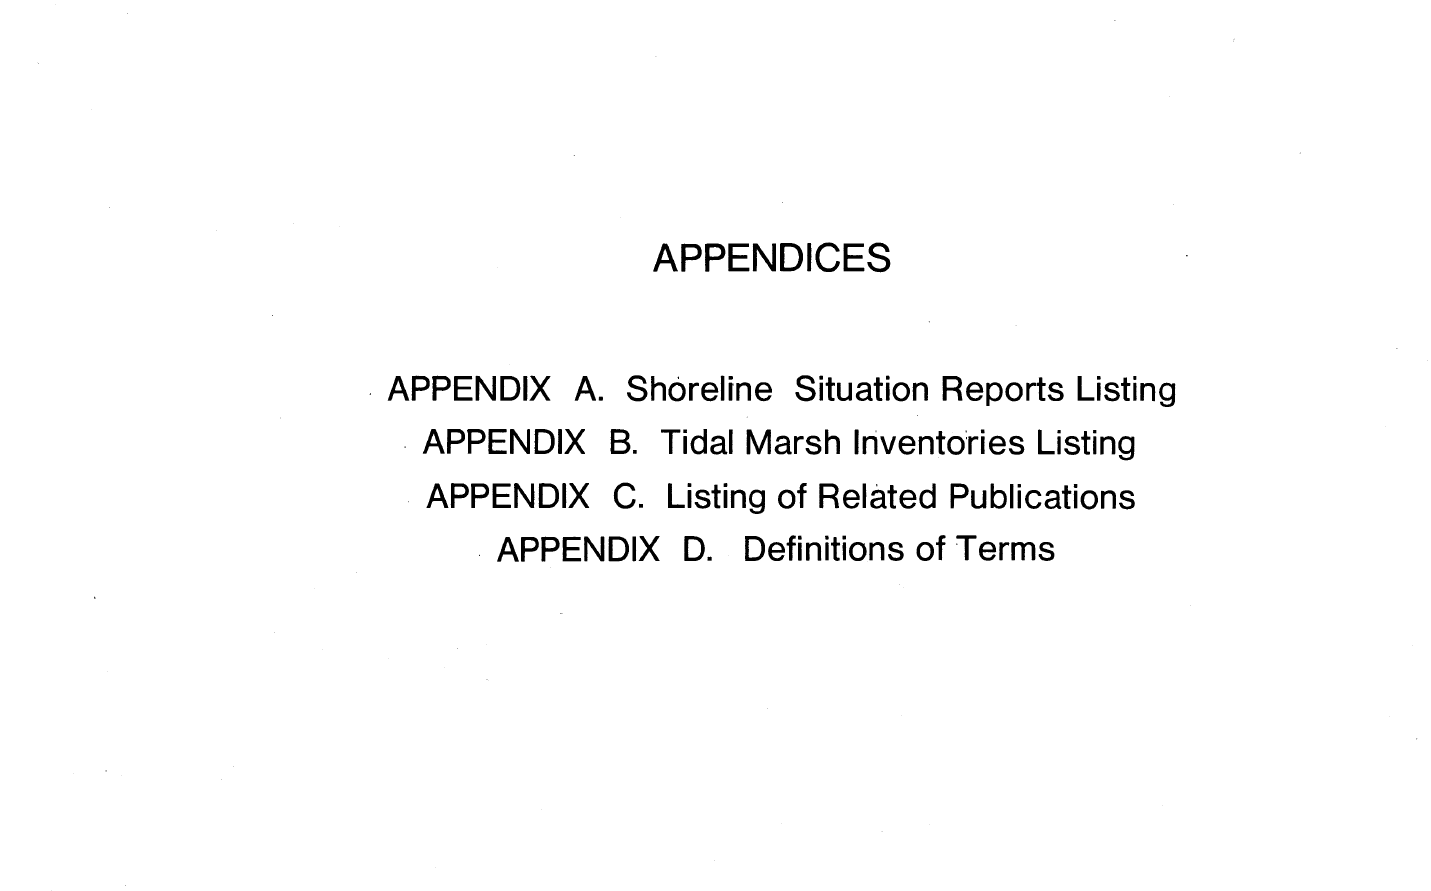 APPENDICES
APPENDIX A. Shoreline Situation Reports Listing
APPENDIX B. Tidal Marsh Inventories Listing
APPENDIX C. Listing of Related Publications
APPENDIX D. Definitions of Terms